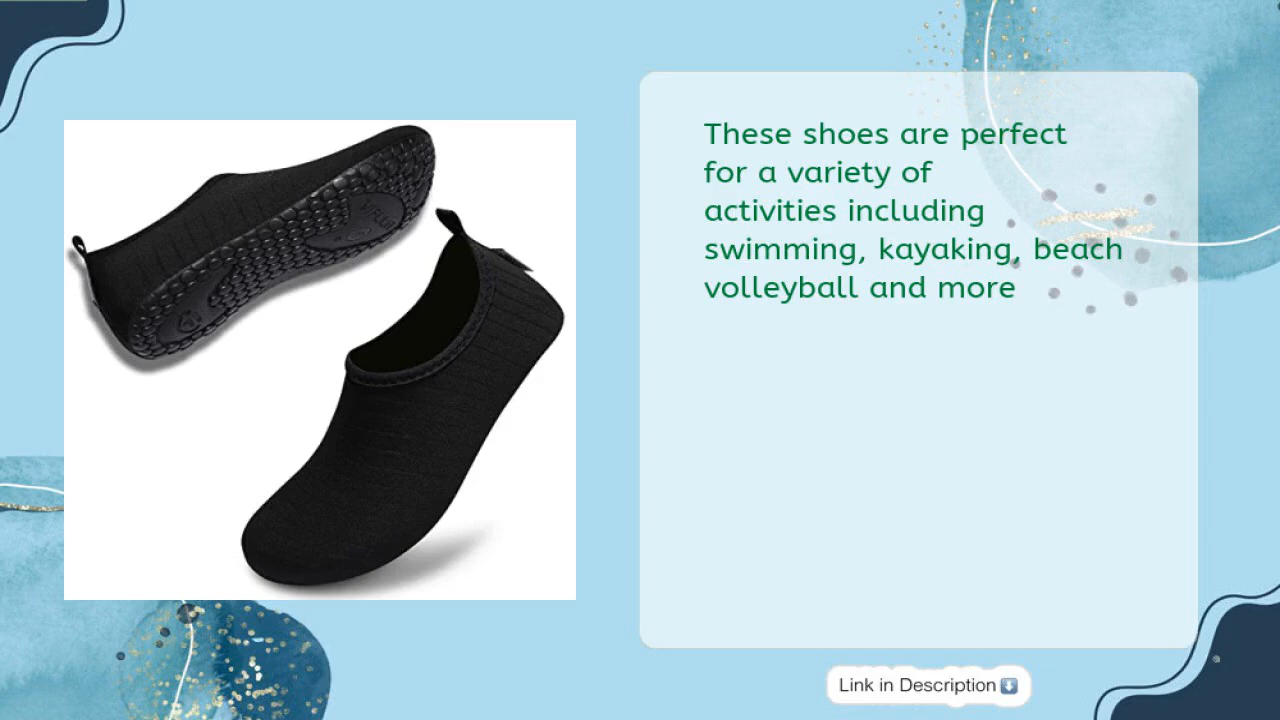 These shoes are perfect
for a variety of
activities including
swimming, kayaking, beach
volleyball and more
Link in Description